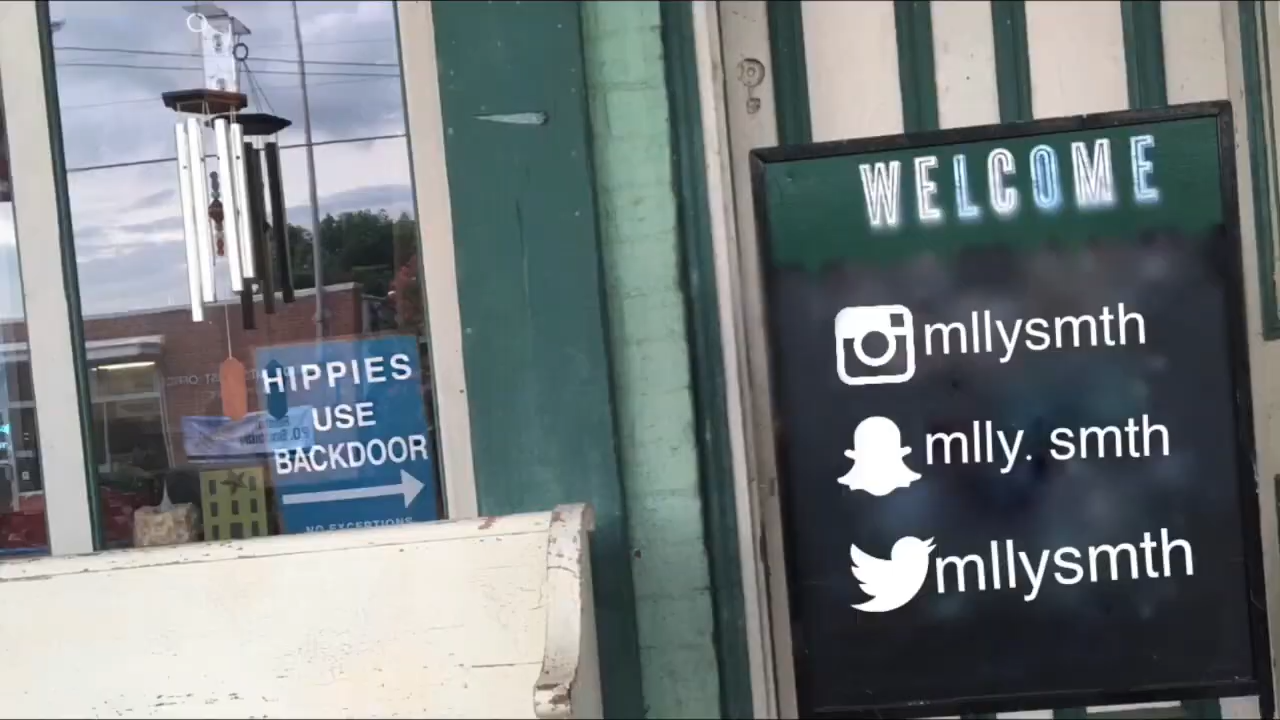 HIPPIES
USE
BACKDOOR
NO EXCEPTIONS
WELCOME
mllysmth
mlly. smth
mllysmth